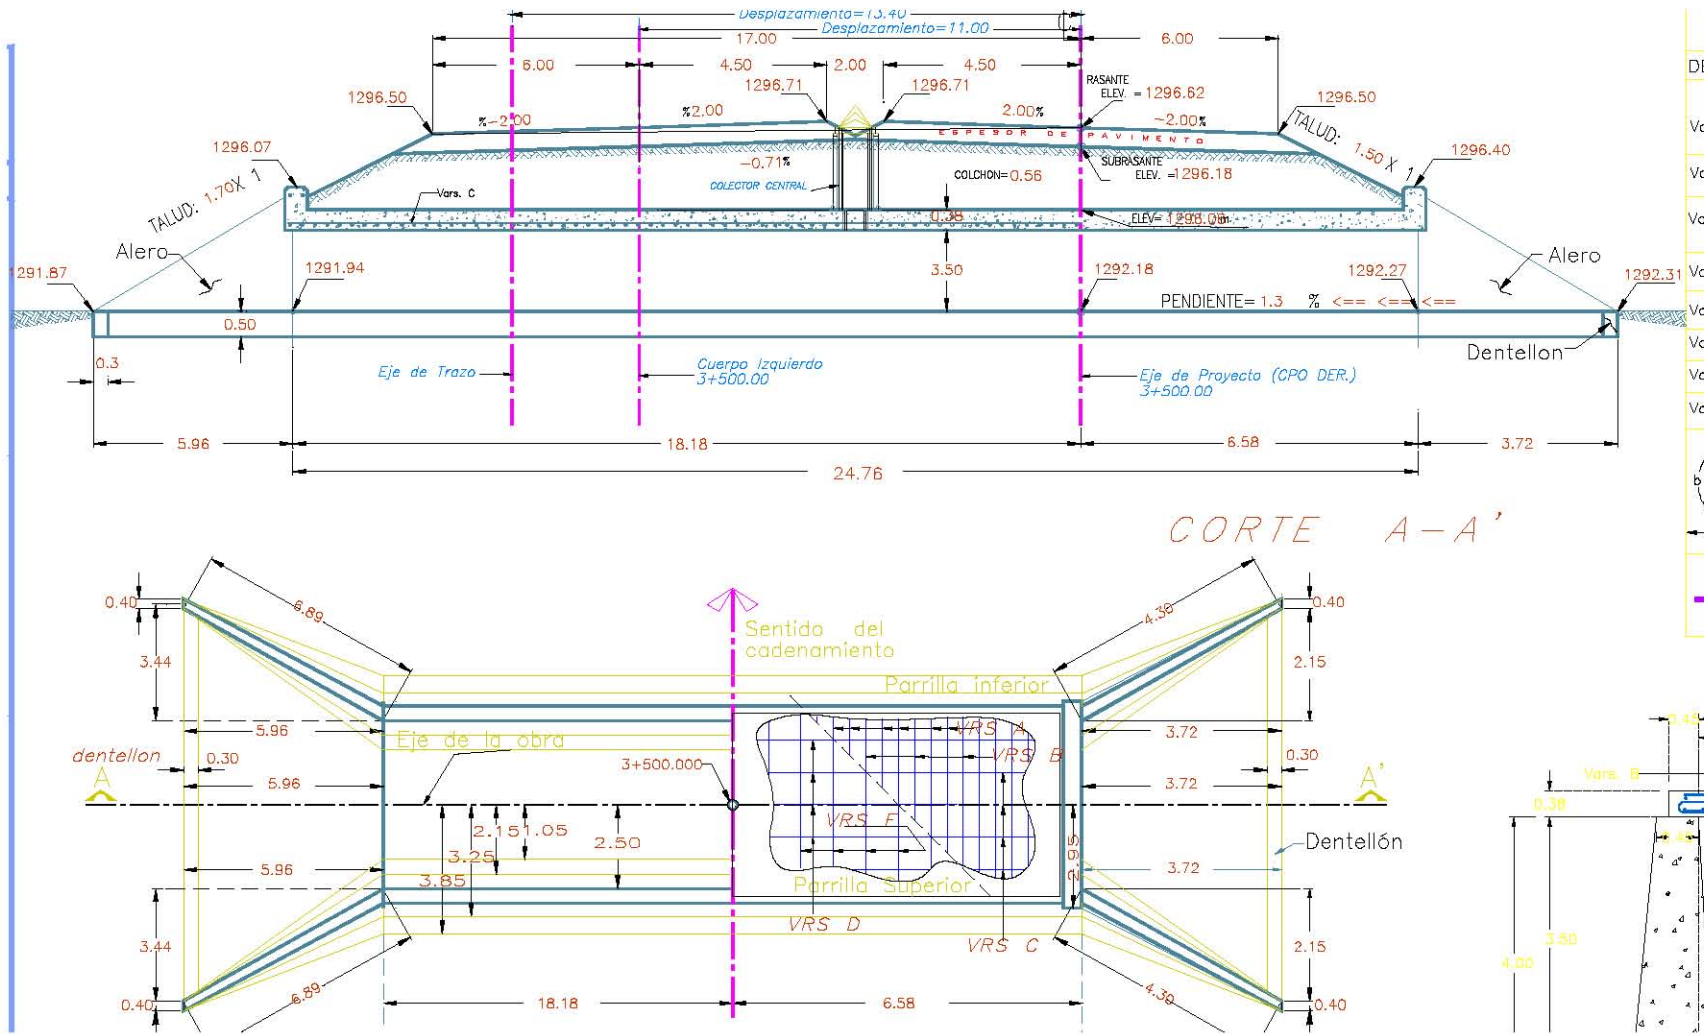 Desplazamiento=13.40
Desplazamiento=11.00
17.00
6.00
6.00
4.50
2.00
4.50
1296.71
1296.71
RASANTE
ELEV. = 1296.62
1296.50
1296.50
%-2.00
%2.00
2.00%
-2.00%
ESPESOR DE PAVIMENTO
TALUD: 1.50 X 1
1296.07
1296.40
-0.71%
SUBRASANTE
ELEV. =1296.18
COLECTOR CENTRAL
COLCHON=0.56
TALUD: 1.70X 1
Vars. C
0.38
ELEV=
Alero
Alero
1291.87
1291.94
3.50
1292.18
1292.27
1292.31
PENDIENTE= 1.3 % <== <== <==
0.50
Dentellon
0.3
Eje de Trazo
Cuerpo Izquierdo
3+500.00
Eje de Proyecto (CPO DER.)
3+500.00
5.96
18.18
6.58
3.72
24.76
CORTE A-A'
6.89
4.30
0.40
0.40
Sentido del
cadenamiento
3.44
2.15
Parrilla inferior
5.96
3.72
VRS A
Eje de la obra
dentellon
0.30
VRS B
0.30
3+500.000
A
5.96
3.72
A'
Vars. B
0.38
2.15
1.05
2.50
VRS F
3.25
2.95
Dentellón
5.96
3.85
3.72
Parrilla Superior
VRS D
VRS C
3.44
2.15
3.50
4.00
6.89
4.30
0.40
0.40
18.18
6.58